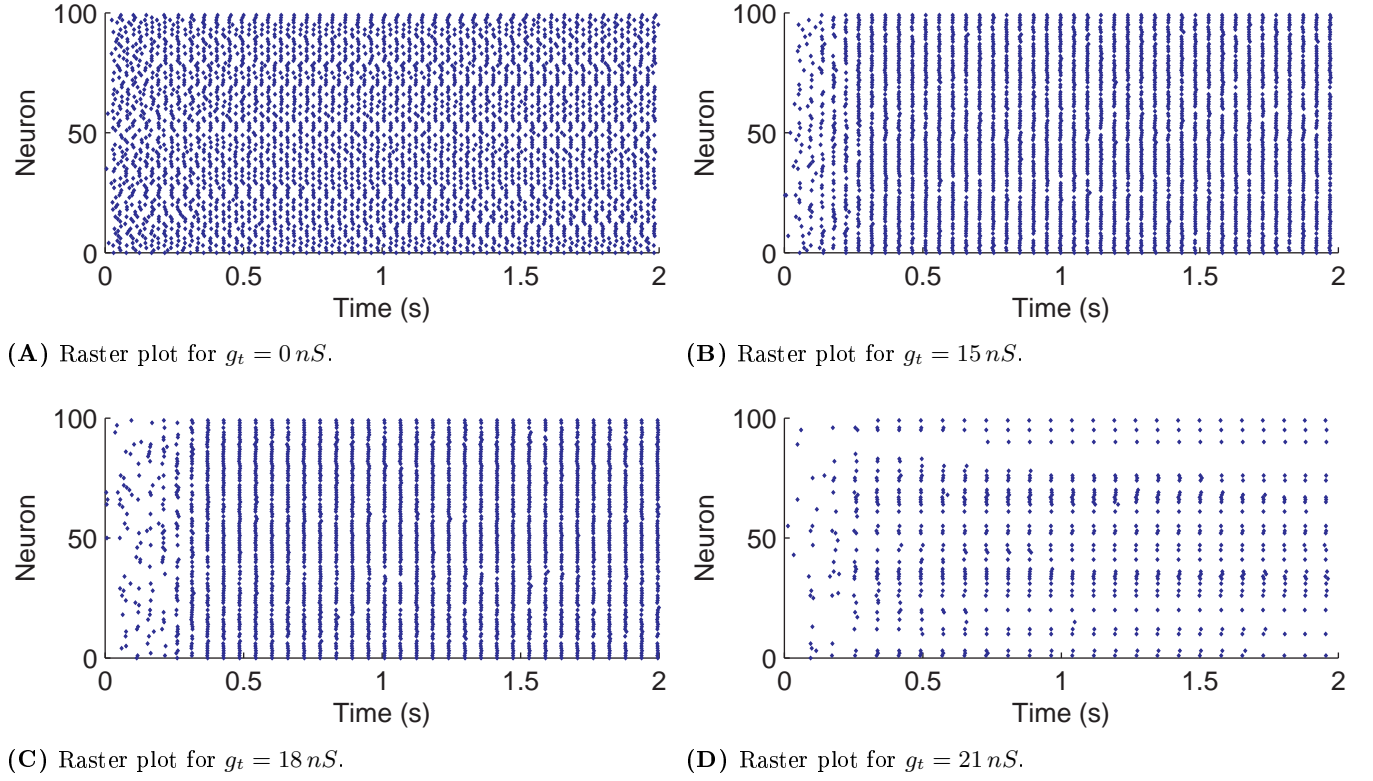 100
50
0
Neuron
0 0.5 1 1.5 2
Time (s)
(A) Raster plot for g_t = 0 nS.
100
50
0
Neuron
0 0.5 1 1.5 2
Time (s)
(B) Raster plot for g_t = 15 nS.
100
50
0
Neuron
0 0.5 1 1.5 2
Time (s)
(C) Raster plot for g_t = 18 nS.
100
50
0
Neuron
0 0.5 1 1.5 2
Time (s)
(D) Raster plot for g_t = 21 nS.